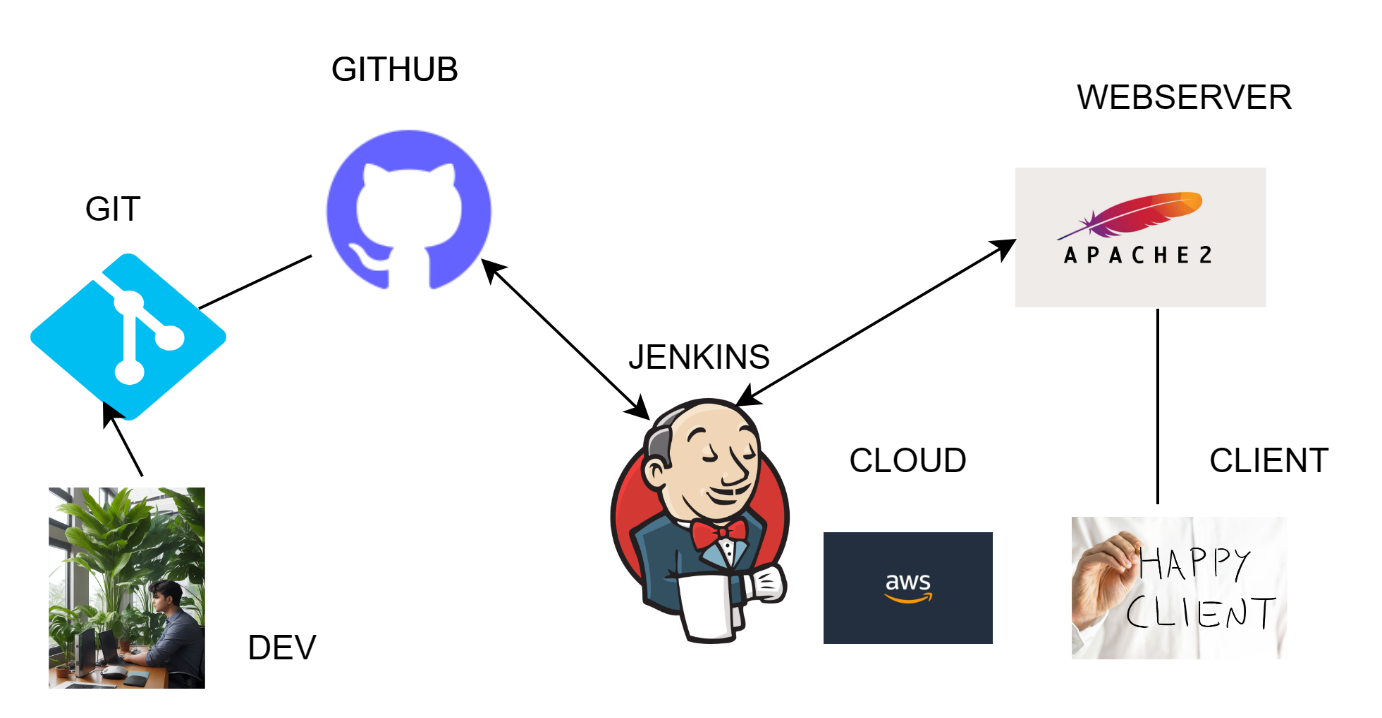 GITHUB
WEBSERVER
GIT
APACHE2
JENKINS
CLOUD
CLIENT
aws
HAPPY
CLIENT
DEV